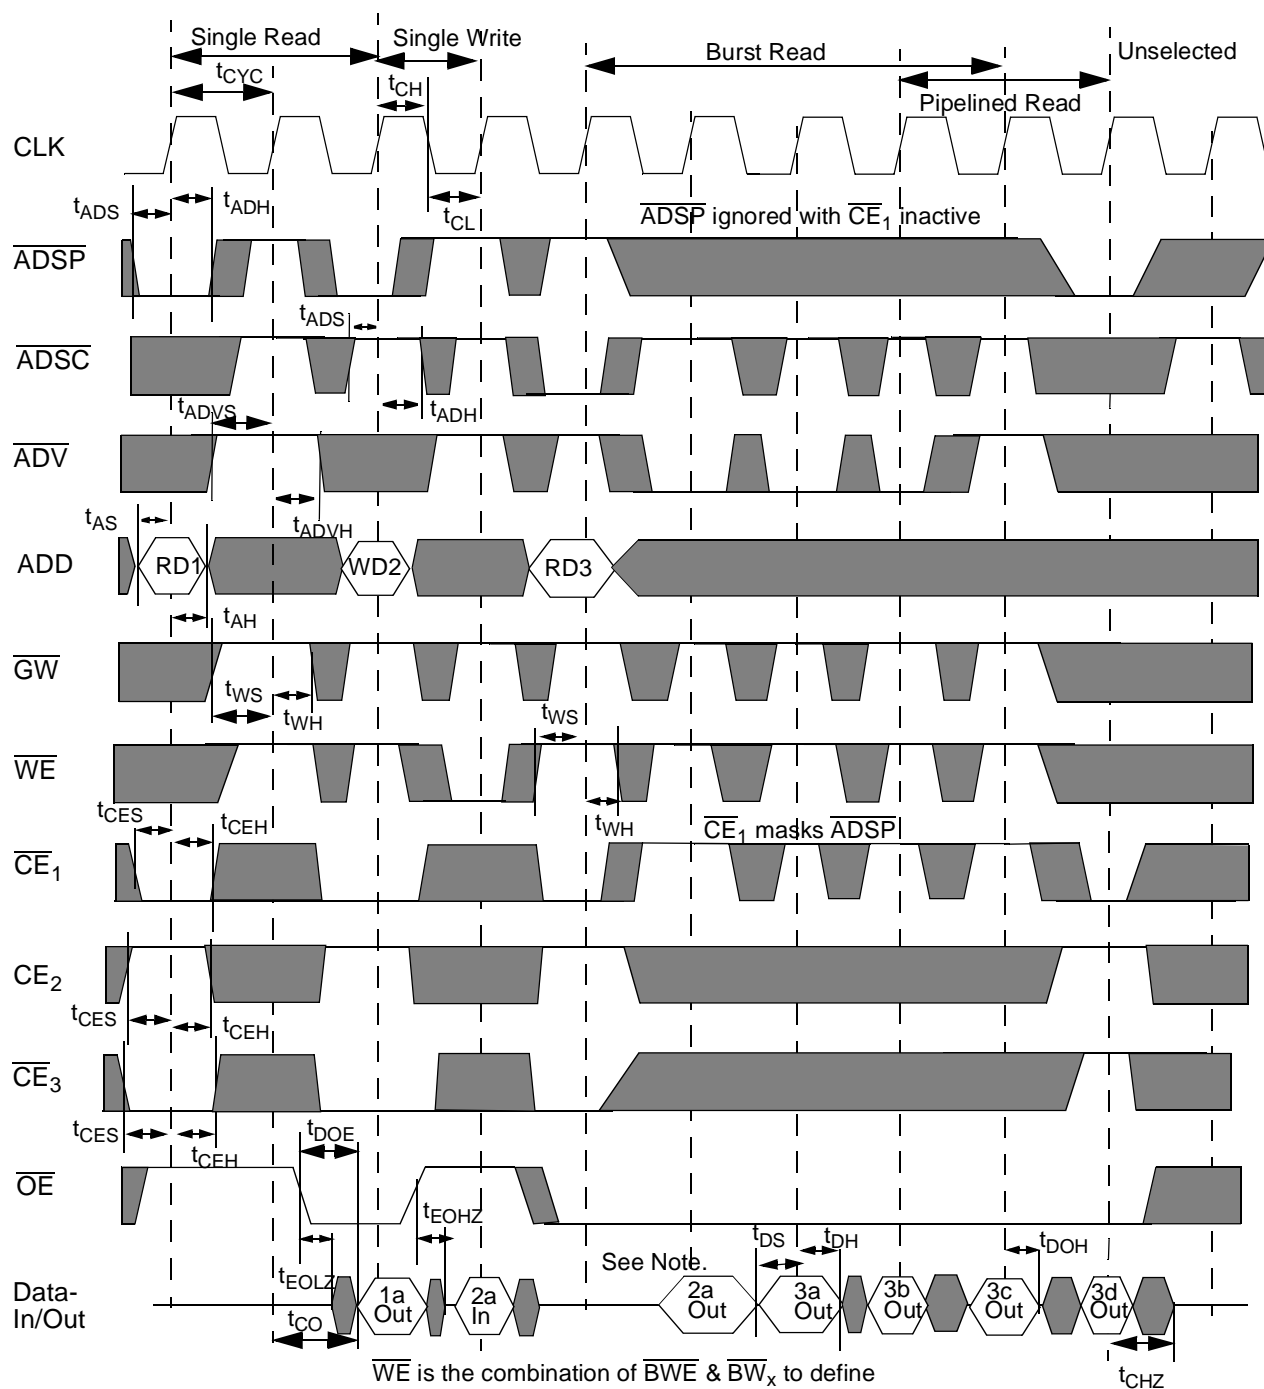 Single Read
Single Write
Burst Read
Unselected
tCYC
tCH
Pipelined Read
CLK
tADS
tADH
tCL
ADSP ignored with CE1 inactive
ADSP
tADS
ADSC
tADVS
tADH
ADV
tAS
tADVH
ADD
RD1
WD2
RD3
tAH
GW
tWS
tWH
tWS
WE
tCES
tCEH
tWH
CE1 masks ADSP
CE1
CE2
tCES
tCEH
CE3
tCES
tCEH
tDOE
OE
tEOHZ
tDS
tDH
tDOH
See Note.
tEOLZ
Data-
In/Out
1a
Out
2a
In
2a
Out
3a
Out
3b
Out
3c
Out
3d
Out
tCO
tCHZ
WE is the combination of BWE & BWx to define